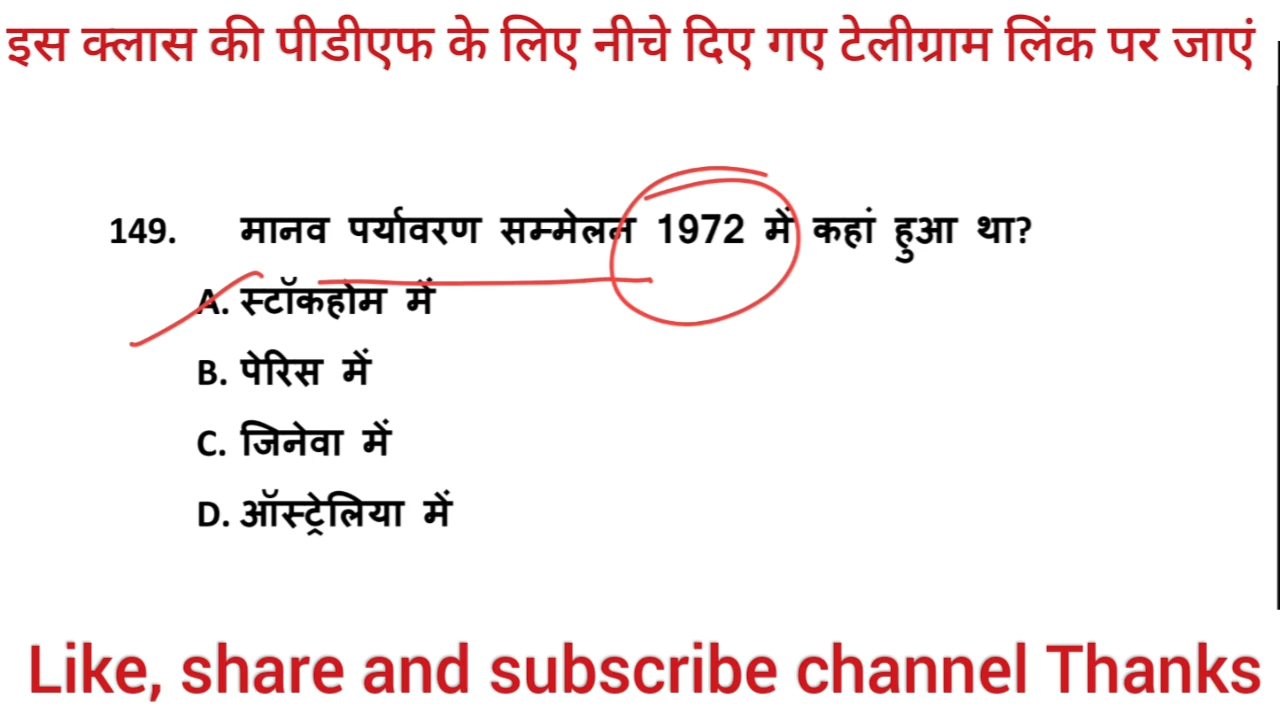 इस क्लास की पीडीएफ के लिए नीचे दिए गए टेलीग्राम लिंक पर जाएं
149. मानव पर्यावरण सम्मेलन 1972 में कहां हुआ था?
A. स्टॉकहोम में
B. पेरिस में
C. जिनेवा में
D. ऑस्ट्रेलिया में
Like, share and subscribe channel Thanks